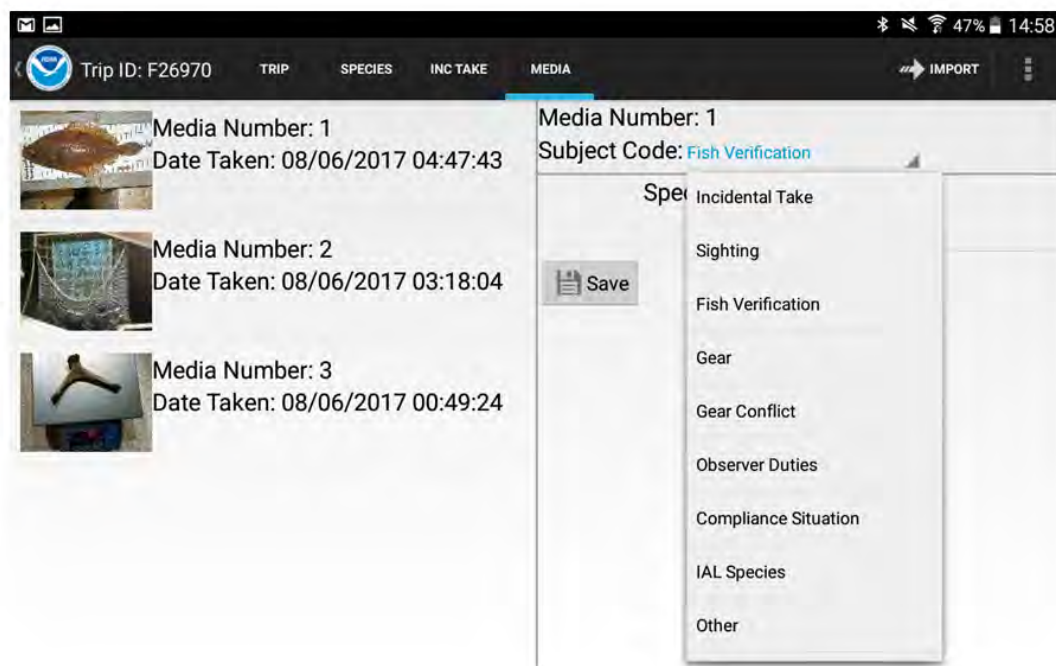 47% 14:58
Trip ID: F26970 TRIP SPECIES INC TAKE MEDIA IMPORT
Media Number: 1
Date Taken: 08/06/2017 04:47:43
Media Number: 2
Date Taken: 08/06/2017 03:18:04
Media Number: 3
Date Taken: 08/06/2017 00:49:24
Media Number: 1
Subject Code: Fish Verification
Spec
Save
Incidental Take
Sighting
Fish Verification
Gear
Gear Conflict
Observer Duties
Compliance Situation
IAL Species
Other